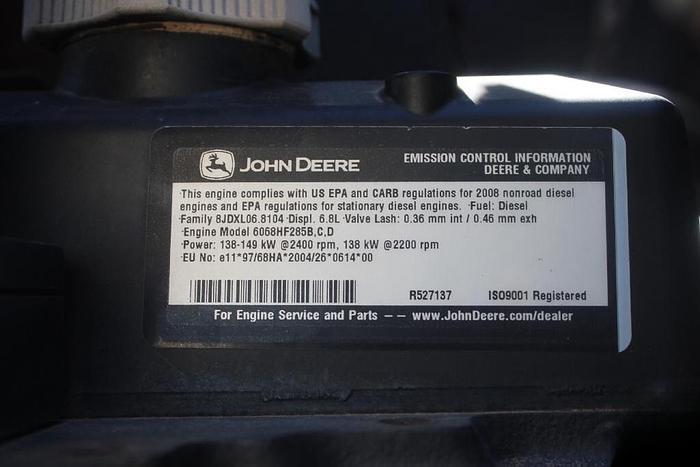 JOHN DEERE
EMISSION CONTROL INFORMATION
DEERE & COMPANY
This engine complies with US EPA and CARB regulations for 2008 nonroad diesel
engines and EPA regulations for stationary diesel engines. Fuel: Diesel
Family 8JDXL06.8104 Displ. 6.8L Valve Lash: 0.36 mm int / 0.46 mm exh
Engine Model 6068HF285B,C,D
Power: 138-149 kW @2400 rpm, 138 kW @2200 rpm
EU No: e11*97/68HA*2004/26*0614*00
R527137 ISO9001 Registered
For Engine Service and Parts –– www.JohnDeere.com/dealer